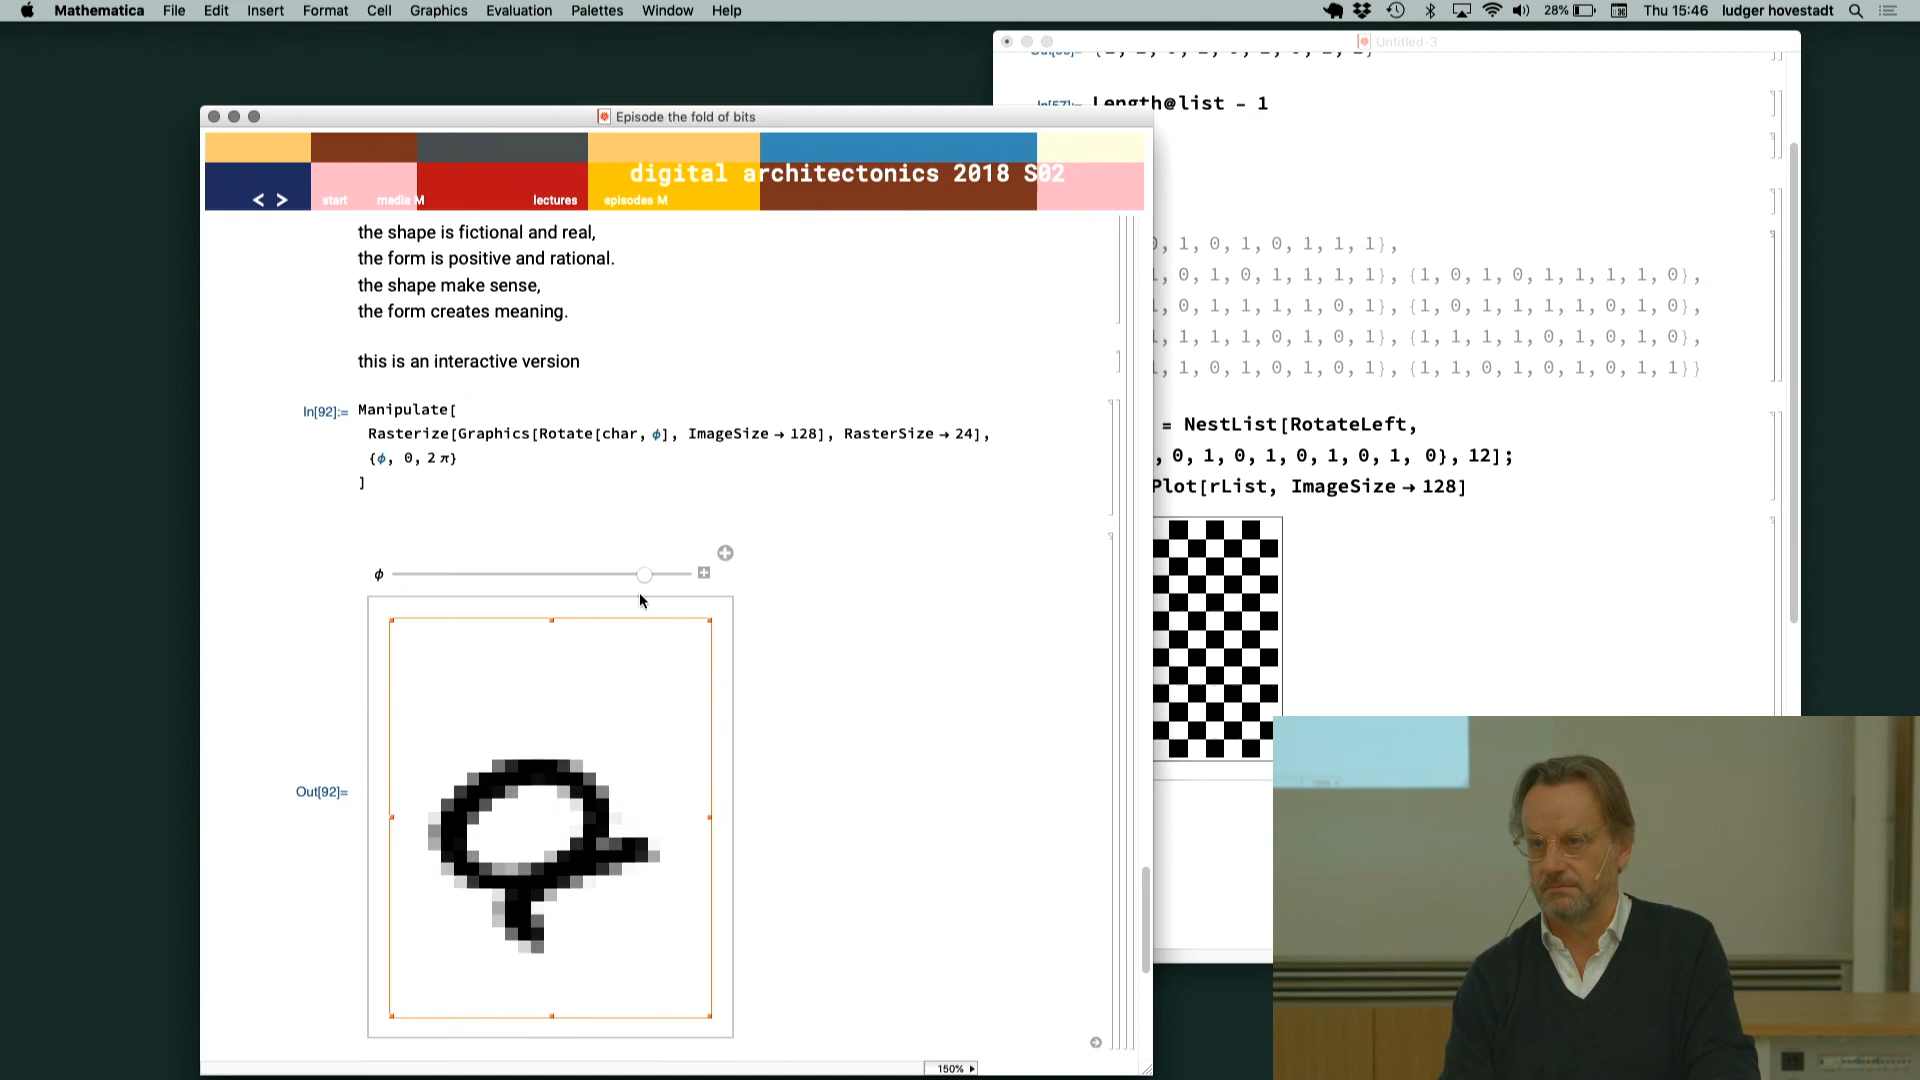 Mathematica File Edit Insert Format Cell Graphics Evaluation Palettes Window Help 28% Thu 15:46 ludger hovestadt
Untitled-3
Length@list - 1
Episode the fold of bits
digital architectonics 2018 S02
< > start media M lectures episodes M
the shape is fictional and real,
the form is positive and rational.
the shape make sense,
the form creates meaning.
this is an interactive version
In[92]:= Manipulate[
Rasterize[Graphics[Rotate[char, ϕ], ImageSize → 128], RasterSize → 24],
{ϕ, 0, 2 π}
]
ϕ
Out[92]=
150%
, 1, 0, 1, 0, 1, 1, 1},
, 0, 1, 0, 1, 1, 1, 1}, {1, 0, 1, 0, 1, 1, 1, 1, 0},
, 0, 1, 1, 1, 1, 0, 1}, {1, 0, 1, 1, 1, 1, 0, 1, 0},
, 1, 1, 1, 0, 1, 0, 1}, {1, 1, 1, 1, 0, 1, 0, 1, 0},
, 1, 0, 1, 0, 1, 0, 1}, {1, 1, 0, 1, 0, 1, 0, 1, 1}}
= NestList[RotateLeft,
, 0, 1, 0, 1, 0, 1, 0, 1, 0}, 12];
Plot[rList, ImageSize → 128]